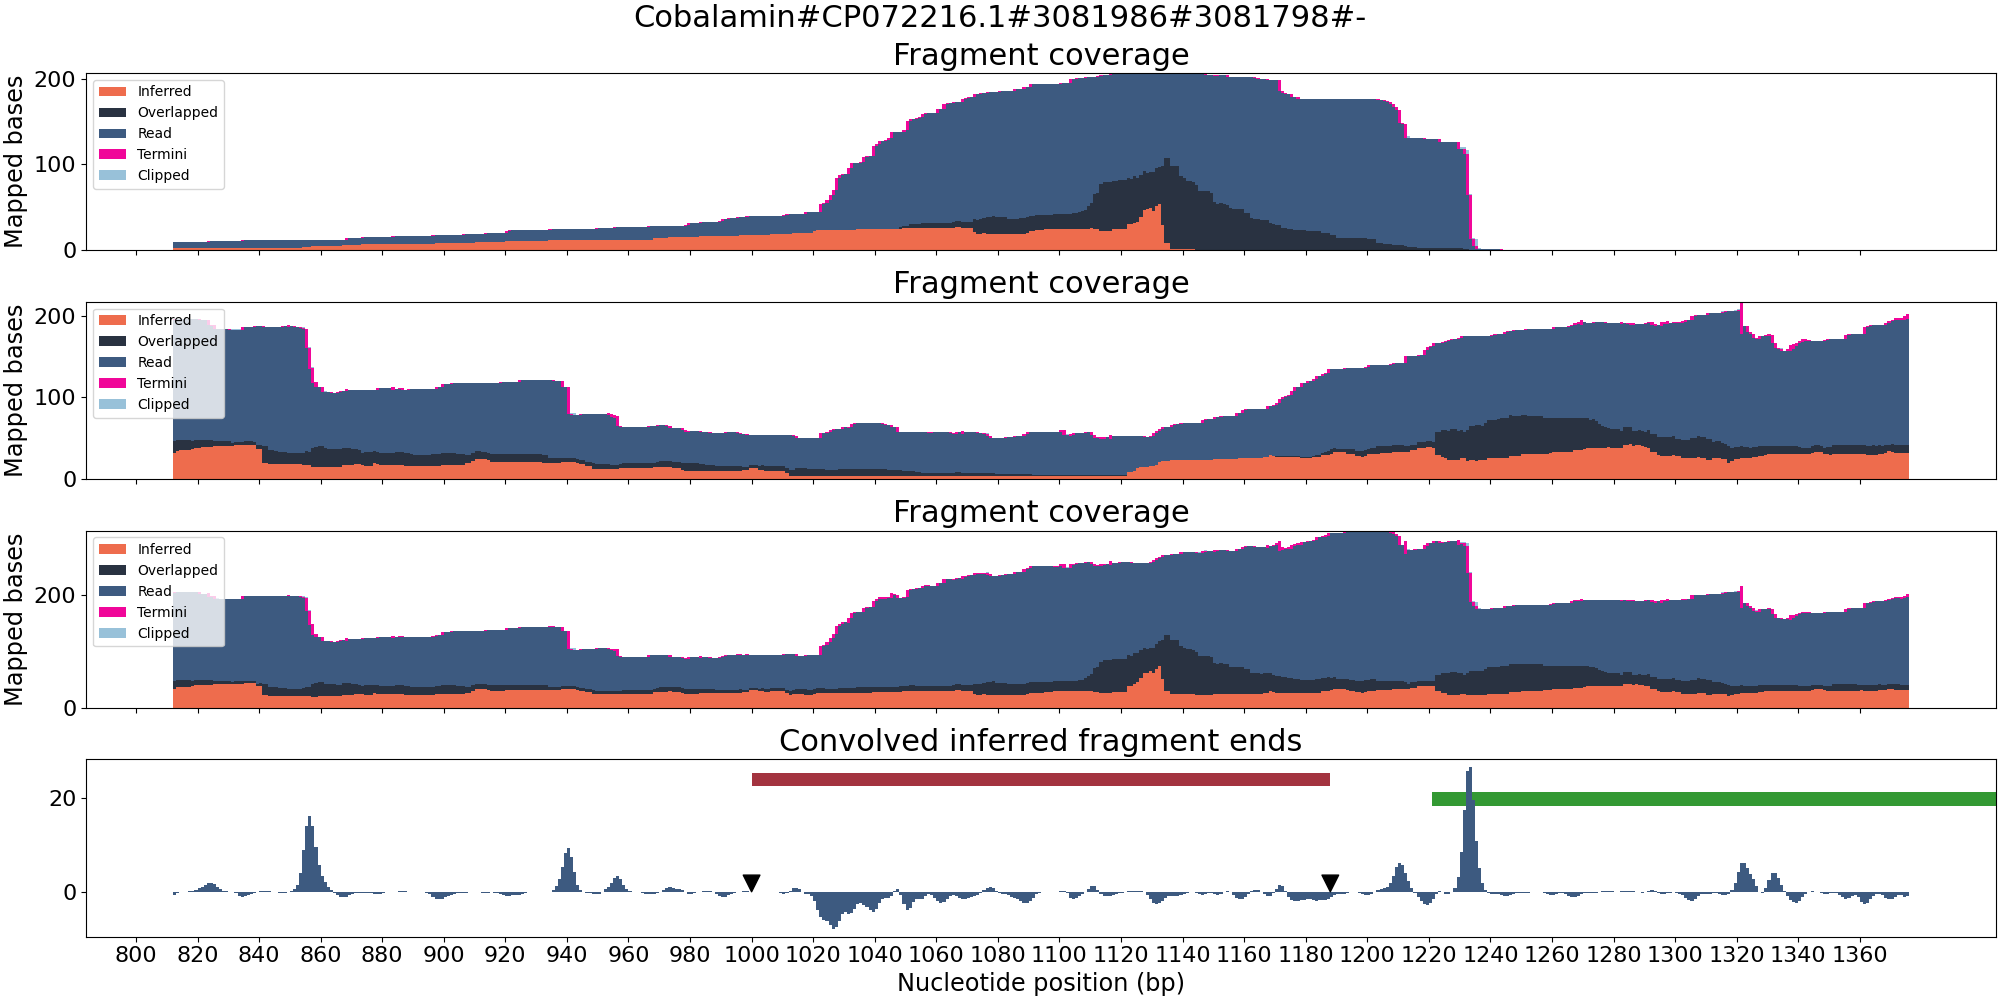 Cobalamin#CP072216.1#3081986#3081798#-
Fragment coverage
Mapped bases
200
100
0
Inferred
Overlapped
Read
Termini
Clipped
Fragment coverage
Mapped bases
200
100
0
Inferred
Overlapped
Read
Termini
Clipped
Fragment coverage
Mapped bases
200
0
Inferred
Overlapped
Read
Termini
Clipped
Convolved inferred fragment ends
20
0
800 820 840 860 880 900 920 940 960 980 1000 1020 1040 1060 1080 1100 1120 1140 1160 1180 1200 1220 1240 1260 1280 1300 1320 1340 1360
Nucleotide position (bp)